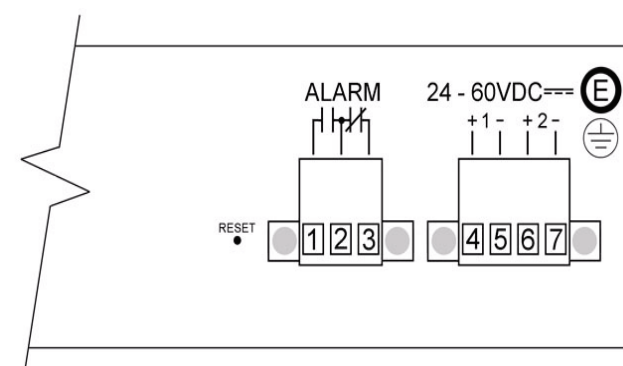 ALARM
24 - 60VDC⎓ E
+ 1 - + 2 -
RESET
1 2 3 4 5 6 7